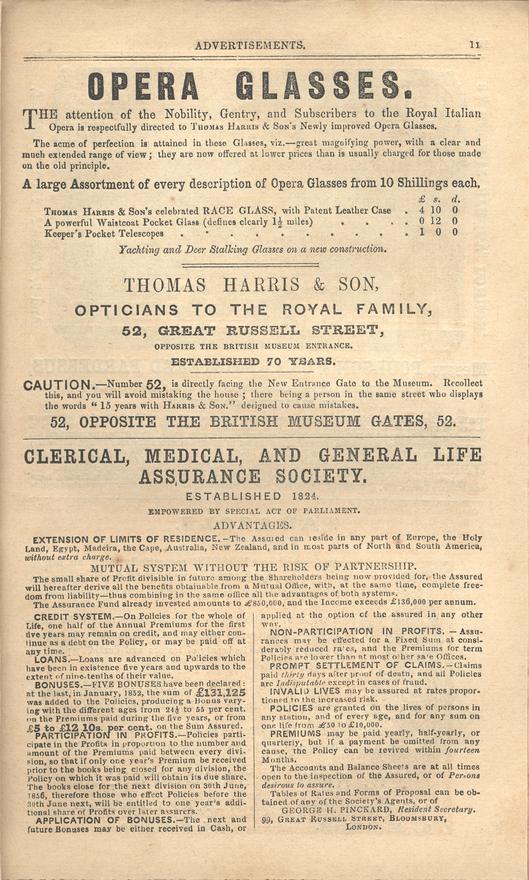 ADVERTISEMENTS. 11
OPERA GLASSES.
THE attention of the Nobility, Gentry, and Subscribers to the Royal Italian
Opera is respectfully directed to THOMAS HARRIS & SON'S Newly improved Opera Glasses.
The acme of perfection is attained in these Glasses, viz.—great magnifying power, with a clear and
much extended range of view; they are now offered at lower prices than is usually charged for those made
on the old principle.
A large Assortment of every description of Opera Glasses from 10 Shillings each,
£ s. d.
THOMAS HARRIS & SON'S celebrated RACE GLASS, with Patent Leather Case . 4 10 0
A powerful Waistcoat Pocket Glass (defines clearly 1½ miles) . . . . 0 12 0
Keeper's Pocket Telescopes . . . . . . . . . . 1 0 0
Yachting and Deer Stalking Glasses on a new construction.
THOMAS HARRIS & SON,
OPTICIANS TO THE ROYAL FAMILY,
52, GREAT RUSSELL STREET,
OPPOSITE THE BRITISH MUSEUM ENTRANCE.
ESTABLISHED 70 YEARS.
CAUTION.—Number 52, is directly facing the New Entrance Gate to the Museum. Recollect
this, and you will avoid mistaking the house; there being a person in the same street who displays
the words "15 years with HARRIS & SON." designed to cause mistakes.
52, OPPOSITE THE BRITISH MUSEUM GATES, 52.
CLERICAL, MEDICAL, AND GENERAL LIFE
ASSURANCE SOCIETY.
ESTABLISHED 1824.
EMPOWERED BY SPECIAL ACT OF PARLIAMENT.
ADVANTAGES.
EXTENSION OF LIMITS OF RESIDENCE.—The Assured can reside in any part of Europe, the Holy
Land, Egypt, Madeira, the Cape, Australia, New Zealand, and in most parts of North and South America,
without extra charge.
MUTUAL SYSTEM WITHOUT THE RISK OF PARTNERSHIP.
The small share of Profit divisible in future among the Shareholders being now provided for, the Assured
will hereafter derive all the benefits obtainable from a Mutual Office, with, at the same time, complete free-
dom from liability—thus combining in the same office all the advantages of both systems.
The Assurance Fund already invested amounts to £850,000, and the Income exceeds £136,000 per annum.
CREDIT SYSTEM.—On Policies for the whole of
Life, one half of the Annual Premiums for the first
five years may remain on credit, and may either con-
tinue as a debt on the Policy, or may be paid off at
any time.
LOANS.—Loans are advanced on Policies which
have been in existence five years and upwards to the
extent of nine-tenths of their value.
BONUSES.—FIVE BONUSES have been declared:
at the last, in January, 1852, the sum of £131,125
was added to the Policies, producing a Bonus vary-
ing with the different ages from 24½ to 55 per cent.
on the Premiums paid during the five years, or from
£5 to £12 10s per cent. on the Sum Assured.
PARTICIPATION IN PROFITS.—Policies parti-
cipate in the Profits in proportion to the number and
amount of the Premiums paid between every divi-
sion, so that if only one year's Premium be received
prior to the books being closed for any division, the
Policy on which it was paid will obtain its due share.
The books close for the next division on 30th June,
1856, therefore those who effect Policies before the
30th June next, will be entitled to one year's addi-
tional share of Profits over later assurers.
APPLICATION OF BONUSES.—The next and
future Bonuses may be either received in Cash, or
applied at the option of the assured in any other
way.
NON-PARTICIPATION IN PROFITS.—Assu-
rances may be effected for a Fixed Sum, at consi-
derably reduced rates, and the Premiums for term
Policies are lower than at most other safe Offices.
PROMPT SETTLEMENT OF CLAIMS.—Claims
paid thirty days after proof of death, and all Policies
are Indisputable except in cases of fraud.
INVALID LIVES may be assured at rates propor-
tioned to the increased risk.
POLICIES are granted on the lives of persons in
any station, and of every age, and for any sum on
one life from £50 to £10,000.
PREMIUMS may be paid yearly, half-yearly, or
quarterly, but if a payment be omitted from any
cause, the Policy can be revived within fourteen
Months.
The Accounts and Balance Sheets are at all times
open to the inspection of the Assured, or of Persons
desirous to assure.
Tables of Rates and Forms of Proposal can be ob-
tained of any of the Society's Agents, or of
GEORGE H. PINCKARD, Resident Secretary.
99, GREAT RUSSELL STREET, BLOOMSBURY,
LONDON.